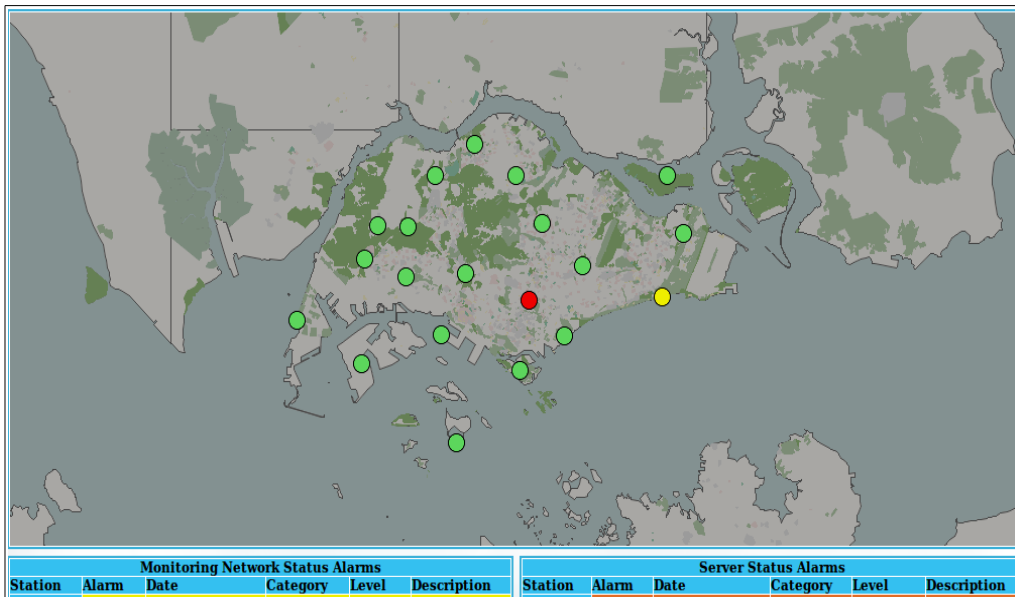 Monitoring Network Status Alarms
Station Alarm Date Category Level Description
Server Status Alarms
Station Alarm Date Category Level Description